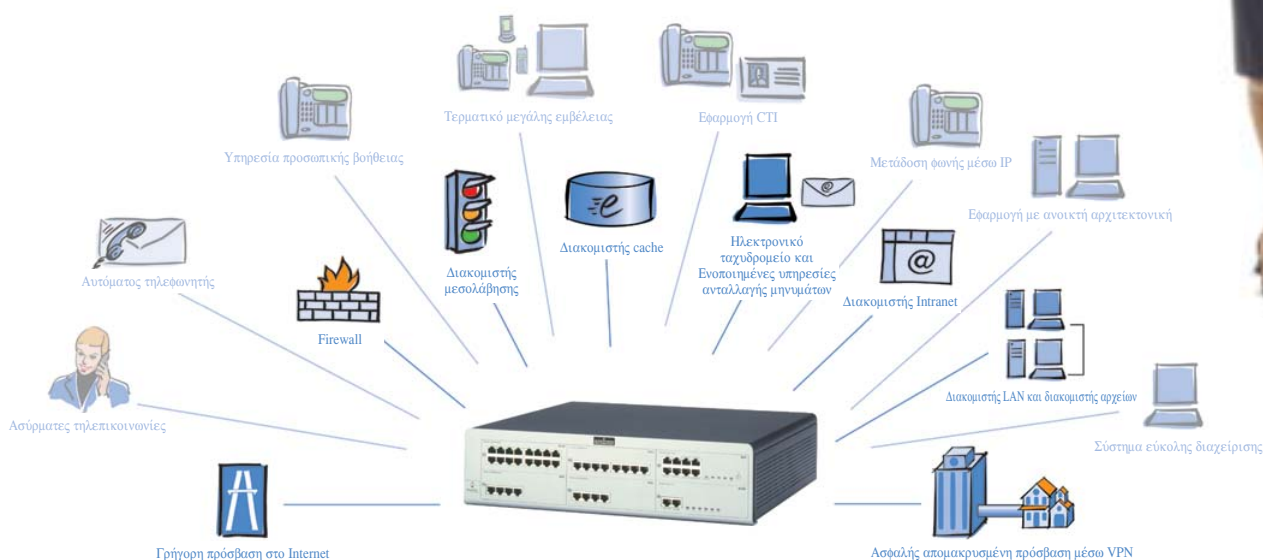 Τερματικό μεγάλης εμβέλειας
Εφαρμογή CTI
Υπηρεσία προσωπικής βοήθειας
Μετάδοση φωνής μέσω IP
Εφαρμογή με ανοικτή αρχιτεκτονική
Διακομιστής cache
Ηλεκτρονικό
ταχυδρομείο και
Ενοποιημένες υπηρεσίες
ανταλλαγής μηνυμάτων
Διακομιστής
μεσολάβησης
Αυτόματος τηλεφωνητής
Διακομιστής Intranet
Firewall
Διακομιστής LAN και διακομιστής αρχείων
Ασύρματες τηλεπικοινωνίες
Σύστημα εύκολης διαχείρισης
Γρήγορη πρόσβαση στο Internet
Ασφαλής απομακρυσμένη πρόσβαση μέσω VPN